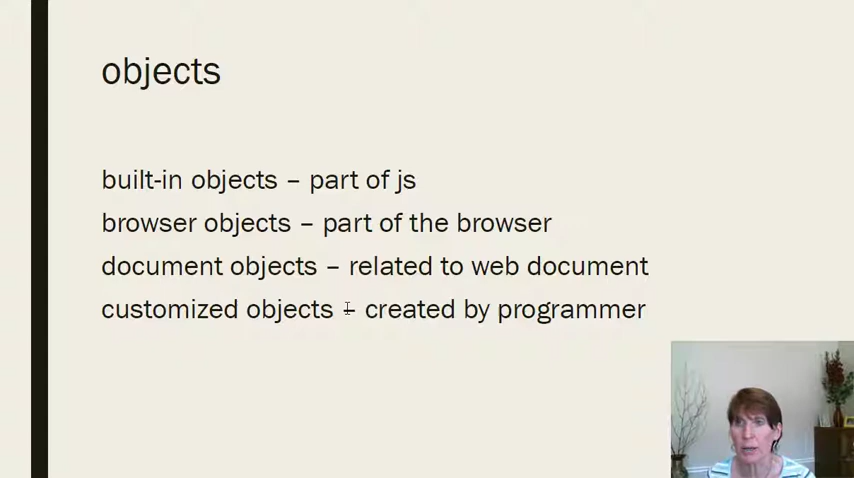 objects
built-in objects – part of js
browser objects – part of the browser
document objects – related to web document
customized objects – created by programmer